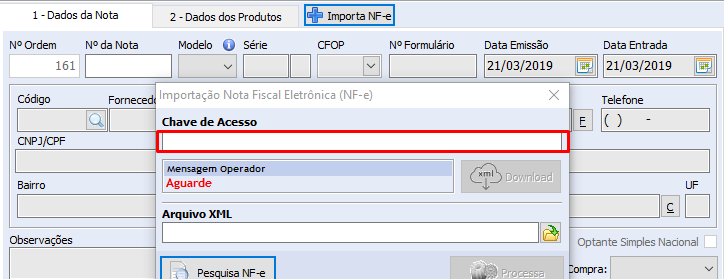 1 - Dados da Nota
2 - Dados dos Produtos
Importa NF-e
Nº Ordem
Nº da Nota
Modelo
Série
CFOP
Nº Formulário
Data Emissão
Data Entrada
161
21/03/2019
21/03/2019
Importação Nota Fiscal Eletrônica (NF-e)
Código
Telefone
Chave de Acesso
F
( ) -
CNPJ/CPF
Mensagem Operador
Aguarde
xml
Download
Bairro
UF
Arquivo XML
C
Observações
Optante Simples Nacional
Pesquisa NF-e
Processa
Compra: